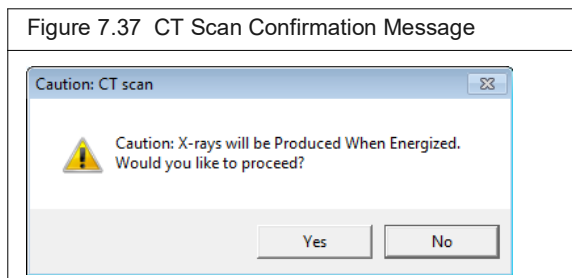 Figure 7.37 CT Scan Confirmation Message
Caution: CT scan
Caution: X-rays will be Produced When Energized.
Would you like to proceed?
Yes No